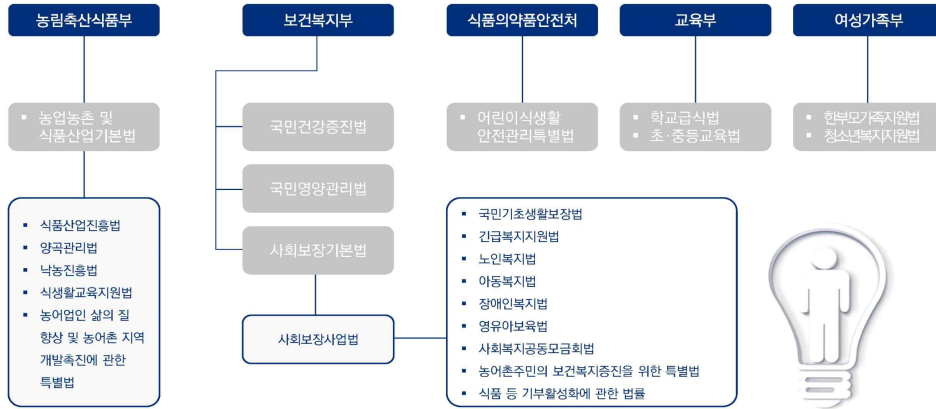 농림축산식품부
보건복지부
식품의약품안전처
교육부
여성가족부
▪ 농업농촌 및
식품산업기본법
국민건강증진법
▪ 어린이식생활
안전관리특별법
▪ 학교급식법
▪ 초·중등교육법
▪ 한부모가족지원법
▪ 청소년복지지원법
국민영양관리법
사회보장기본법
▪ 식품산업진흥법
▪ 양곡관리법
▪ 낙농진흥법
▪ 식생활교육지원법
▪ 농어업인 삶의 질
향상 및 농어촌 지역
개발촉진에 관한
특별법
사회보장사업법
▪ 국민기초생활보장법
▪ 긴급복지지원법
▪ 노인복지법
▪ 아동복지법
▪ 장애인복지법
▪ 영유아보육법
▪ 사회복지공동모금회법
▪ 농어촌주민의 보건복지증진을 위한 특별법
▪ 식품 등 기부활성화에 관한 법률